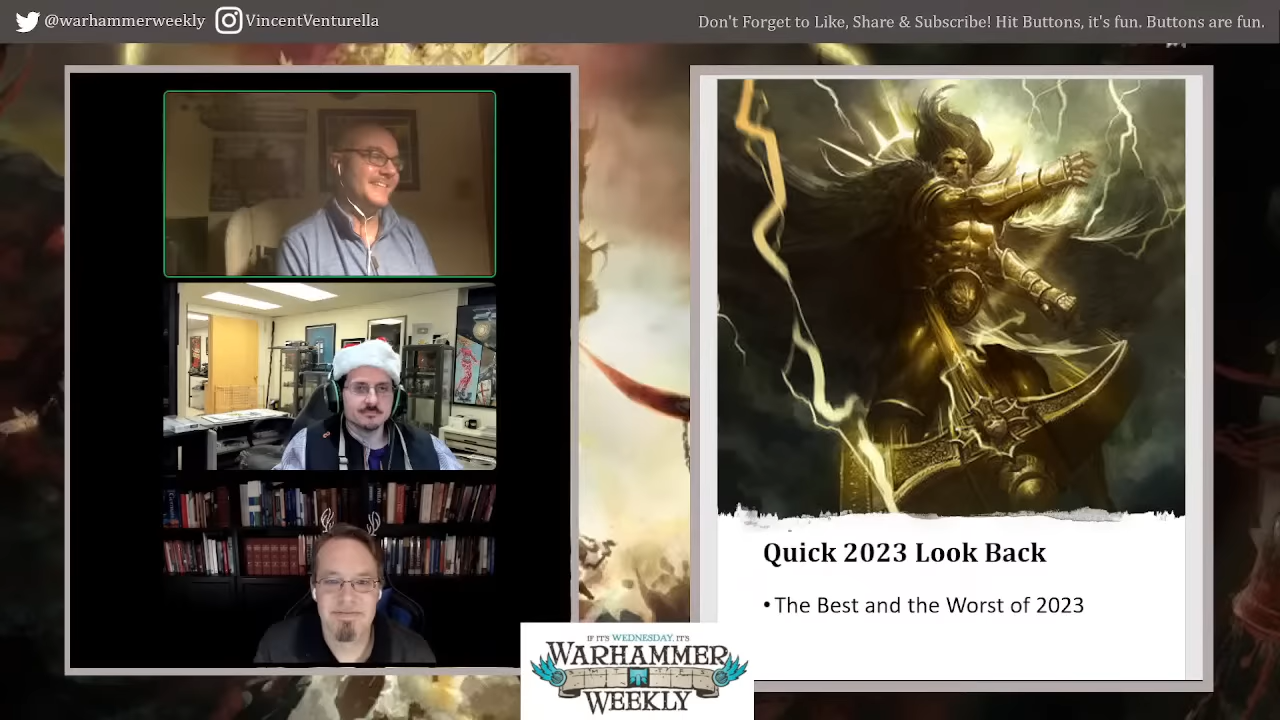 @warhammerweekly VincentVenturella
Don't Forget to Like, Share & Subscribe! Hit Buttons, it's fun. Buttons are fun.
Quick 2023 Look Back
• The Best and the Worst of 2023
IF IT'S WEDNESDAY, IT'S
WARHAMMER
WEEKLY